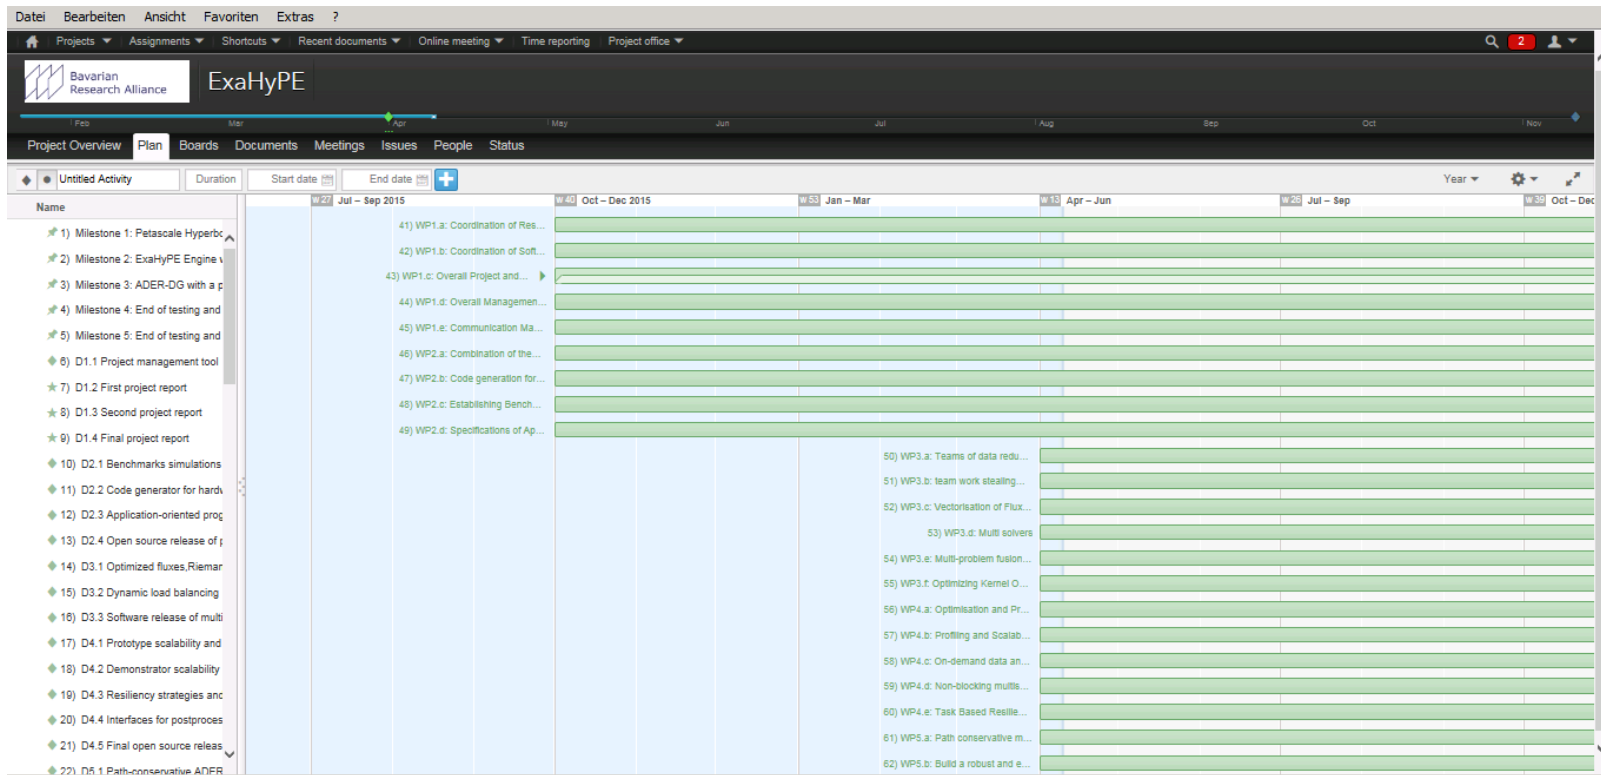 Datei Bearbeiten Ansicht Favoriten Extras ?
Projects Assignments Shortcuts Recent documents Online meeting Time reporting Project office 2
Bavarian
Research Alliance
ExaHyPE
Feb Mar Apr May Jun Jul Aug Sep Oct Nov
Project Overview Plan Boards Documents Meetings Issues People Status
Untitled Activity Duration Start date End date Year
Name
W 27 Jul – Sep 2015 W 40 Oct – Dec 2015 W 53 Jan – Mar W 13 Apr – Jun W 26 Jul – Sep W 39 Oct – Dec
1) Milestone 1: Petascale Hyperbo
2) Milestone 2: ExaHyPE Engine
3) Milestone 3: ADER-DG with a p
4) Milestone 4: End of testing and
5) Milestone 5: End of testing and
6) D1.1 Project management tool
7) D1.2 First project report
8) D1.3 Second project report
9) D1.4 Final project report
10) D2.1 Benchmarks simulations
11) D2.2 Code generator for hardw
12) D2.3 Application-oriented prog
13) D2.4 Open source release of p
14) D3.1 Optimized fluxes,Rieman
15) D3.2 Dynamic load balancing
16) D3.3 Software release of multi
17) D4.1 Prototype scalability and
18) D4.2 Demonstrator scalability
19) D4.3 Resiliency strategies and
20) D4.4 Interfaces for postproces
21) D4.5 Final open source releas
22) D5.1 Path-conservative ADER
41) WP1.a: Coordination of Res...
42) WP1.b: Coordination of Soft...
43) WP1.c: Overall Project and...
44) WP1.d: Overall Managemen...
45) WP1.e: Communication Ma...
46) WP2.a: Combination of the...
47) WP2.b: Code generation for...
48) WP2.c: Establishing Bench...
49) WP2.d: Specifications of Ap...
50) WP3.a: Teams of data redu...
51) WP3.b: team work stealing...
52) WP3.c: Vectorisation of Flux...
53) WP3.d: Multi solvers
54) WP3.e: Multi-problem fusion...
55) WP3.f: Optimizing Kernel O...
56) WP4.a: Optimisation and Pr...
57) WP4.b: Profiling and Scalab...
58) WP4.c: On-demand data an...
59) WP4.d: Non-blocking multis...
60) WP4.e: Task Based Resilie...
61) WP5.a: Path conservative m...
62) WP5.b: Build a robust and e...